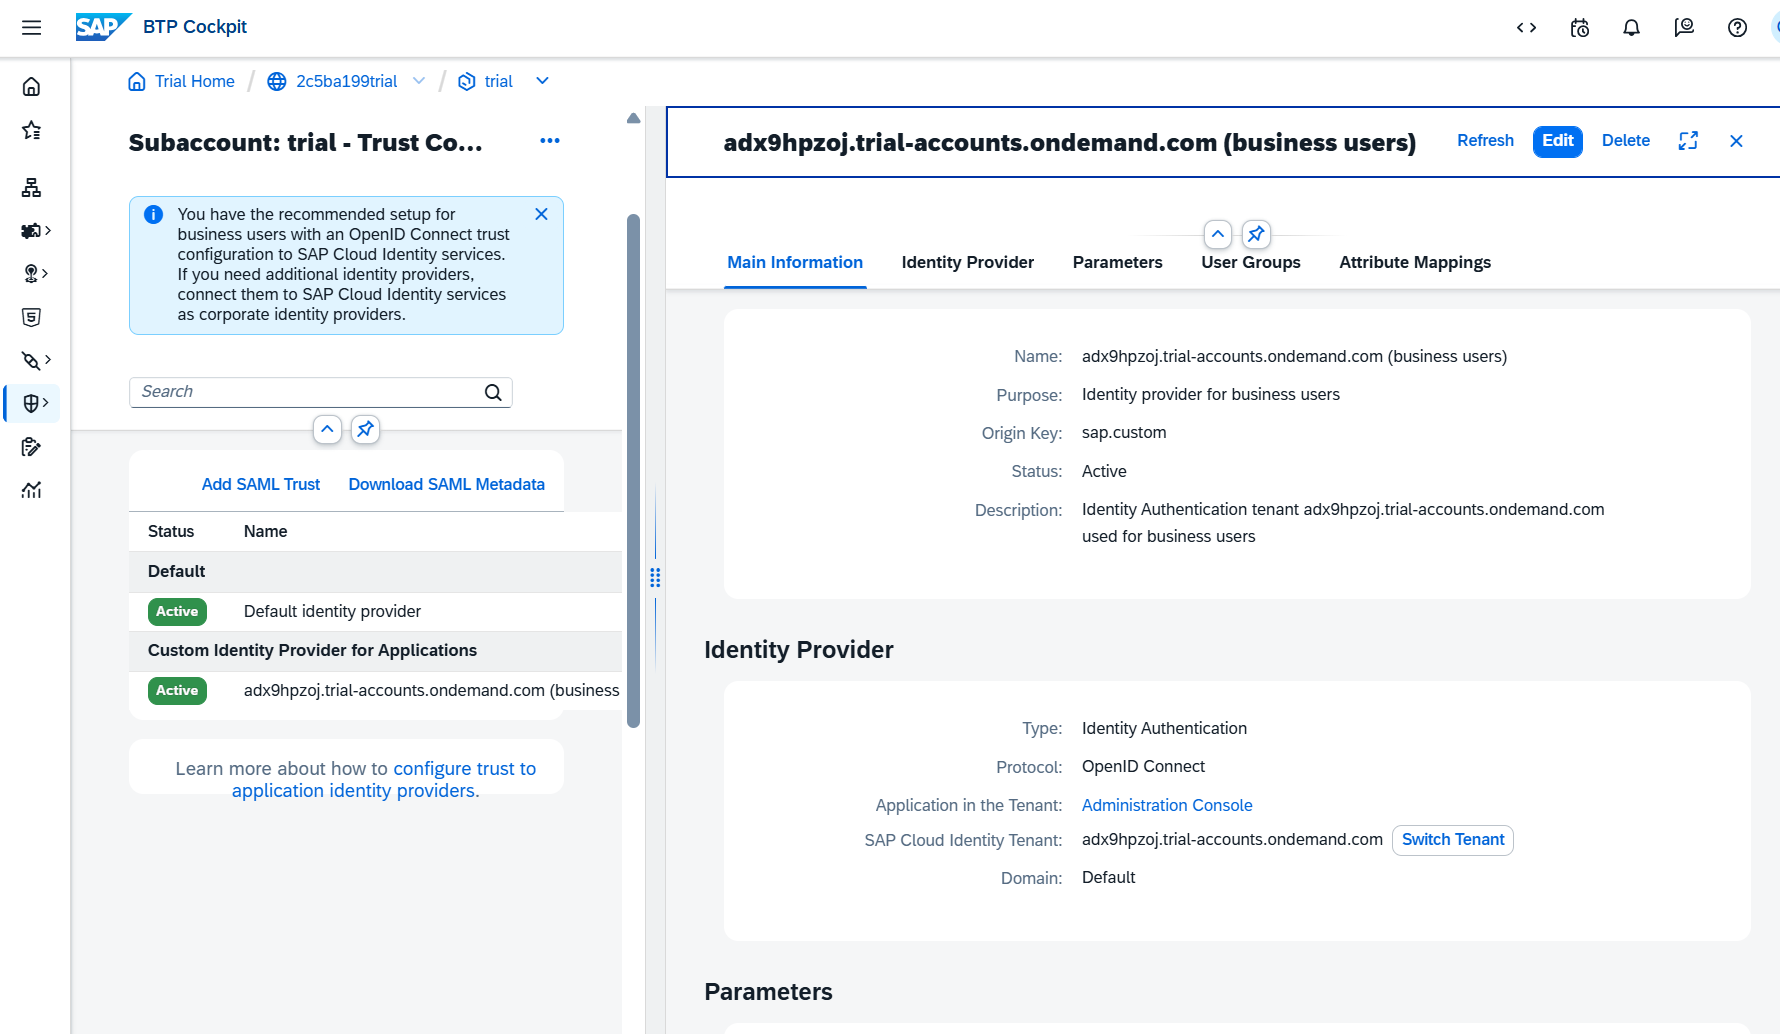 SAP BTP Cockpit
Trial Home / 2c5ba199trial / trial
Subaccount: trial - Trust Co...
You have the recommended setup for
business users with an OpenID Connect trust
configuration to SAP Cloud Identity services.
If you need additional identity providers,
connect them to SAP Cloud Identity services
as corporate identity providers.
Search
Add SAML Trust Download SAML Metadata
Status Name
Default
Active Default identity provider
Custom Identity Provider for Applications
Active adx9hpzoj.trial-accounts.ondemand.com (business
Learn more about how to configure trust to
application identity providers.
adx9hpzoj.trial-accounts.ondemand.com (business users) Refresh Edit Delete
Main Information Identity Provider Parameters User Groups Attribute Mappings
Name: adx9hpzoj.trial-accounts.ondemand.com (business users)
Purpose: Identity provider for business users
Origin Key: sap.custom
Status: Active
Description: Identity Authentication tenant adx9hpzoj.trial-accounts.ondemand.com
used for business users
Identity Provider
Type: Identity Authentication
Protocol: OpenID Connect
Application in the Tenant: Administration Console
SAP Cloud Identity Tenant: adx9hpzoj.trial-accounts.ondemand.com Switch Tenant
Domain: Default
Parameters